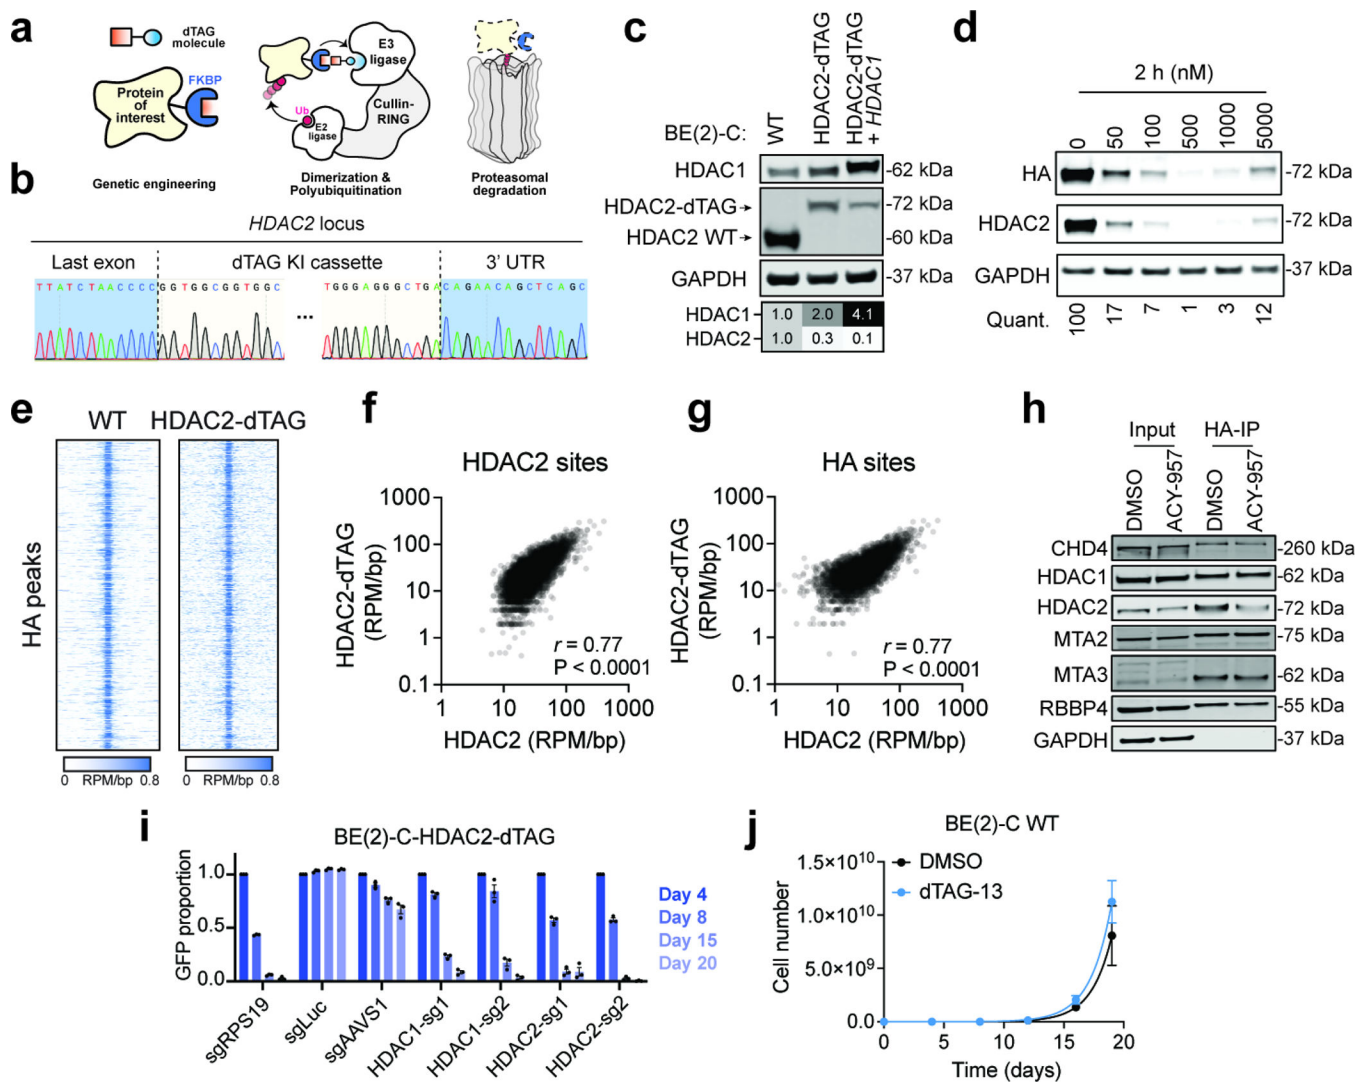 a
dTAG
molecule
FKBP
Protein
of
interest
Genetic engineering
E3
ligase
Cullin-
RING
Ub
E2
ligase
Dimerization &
Polyubiquitination
Proteasomal
degradation
b
HDAC2 locus
Last exon
dTAG KI cassette
3' UTR
TTATCTAACCCC
GGTGGCGGTGGC
...
TGGGAGGGCTGA
CAGAACAGCTCAGC
c
BE(2)-C:
WT
HDAC2-dTAG
HDAC2-dTAG
+ HDAC1
HDAC1
-62 kDa
HDAC2-dTAG
-72 kDa
HDAC2 WT
-60 kDa
GAPDH
-37 kDa
HDAC1 1.0 2.0 4.1
HDAC2 1.0 0.3 0.1
d
2 h (nM)
0 50 100 500 1000 5000
HA
-72 kDa
HDAC2
-72 kDa
GAPDH
-37 kDa
Quant. 100 17 7 1 3 12
e
WT
HDAC2-dTAG
HA peaks
0 RPM/bp 0.8
0 RPM/bp 0.8
f
HDAC2 sites
HDAC2-dTAG
(RPM/bp)
1000
100
10
1
0.1
r = 0.77
P < 0.0001
1 10 100 1000
HDAC2 (RPM/bp)
g
HA sites
HDAC2-dTAG
(RPM/bp)
1000
100
10
1
0.1
r = 0.77
P < 0.0001
1 10 100 1000
HDAC2 (RPM/bp)
h
Input
HA-IP
DMSO
ACY-957
DMSO
ACY-957
CHD4
-260 kDa
HDAC1
-62 kDa
HDAC2
-72 kDa
MTA2
-75 kDa
MTA3
-62 kDa
RBBP4
-55 kDa
GAPDH
-37 kDa
i
BE(2)-C-HDAC2-dTAG
GFP proportion
1.0
0.5
0.0
sgRPS19
sgLuc
sgAAVS1
HDAC1-sg1
HDAC1-sg2
HDAC2-sg1
HDAC2-sg2
Day 4
Day 8
Day 15
Day 20
j
BE(2)-C WT
DMSO
dTAG-13
Cell number
1.5×10¹⁰
1.0×10¹⁰
5.0×10⁹
0.0
0 5 10 15 20
Time (days)